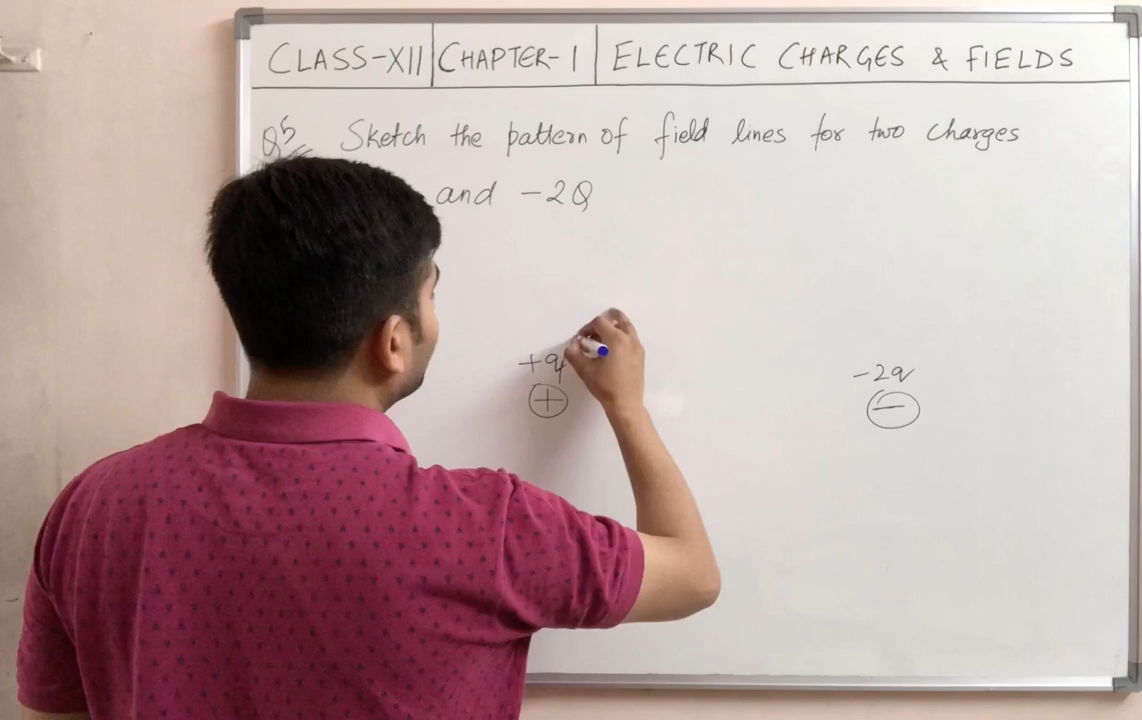 CLASS-XII CHAPTER-1 ELECTRIC CHARGES & FIELDS
Q5 Sketch the pattern of field lines for two charges
and -2Q
+q
-2q
+
-